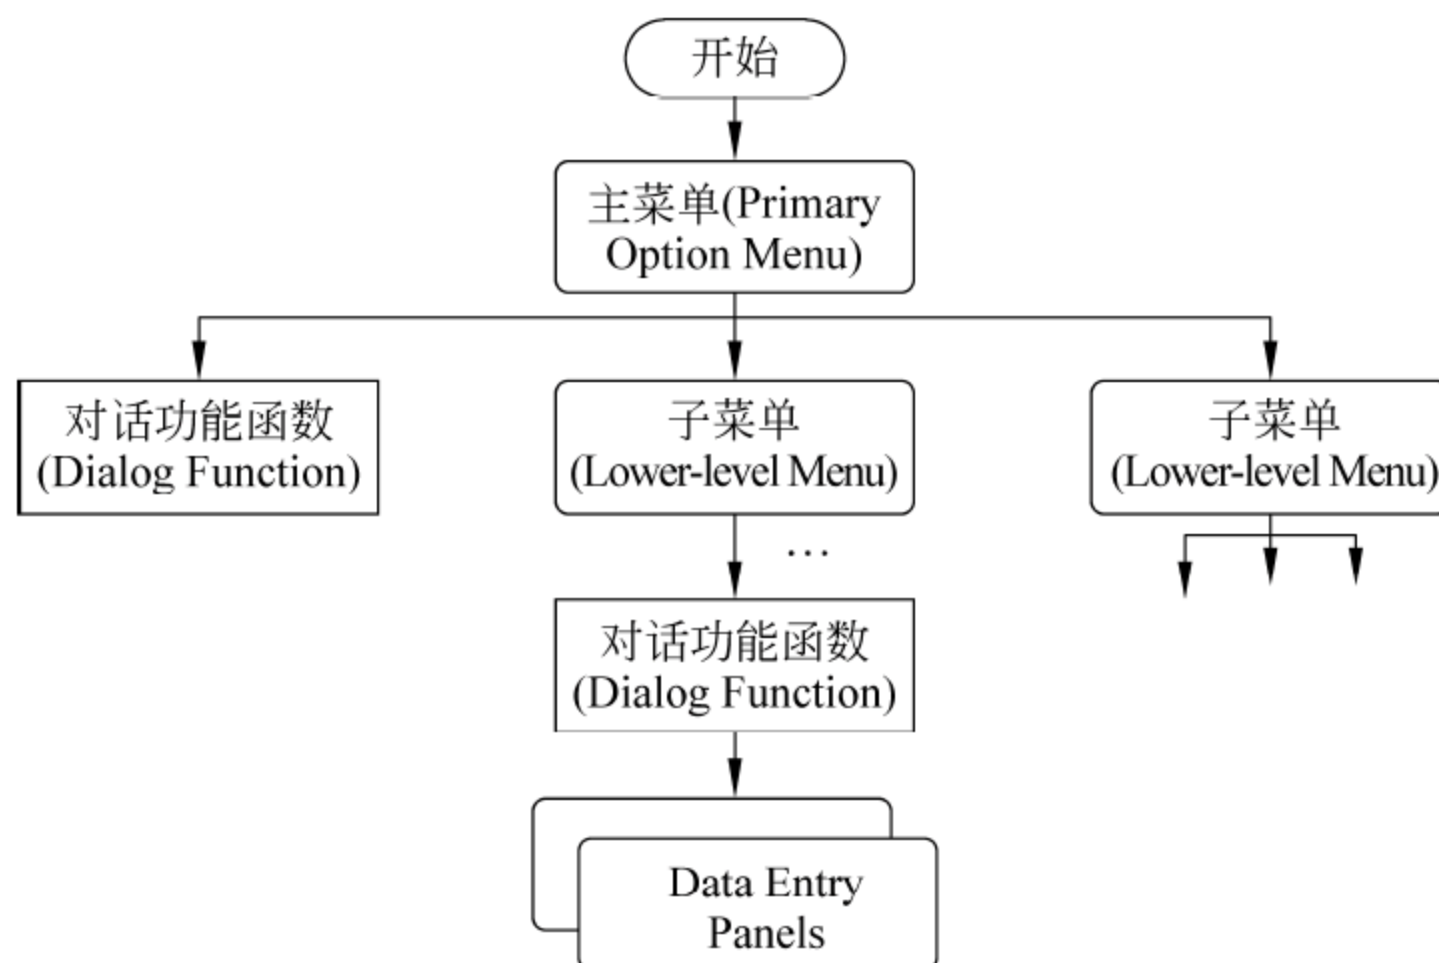 开始
主菜单(Primary
Option Menu)
对话功能函数
(Dialog Function)
子菜单
(Lower-level Menu)
子菜单
(Lower-level Menu)
…
对话功能函数
(Dialog Function)
Data Entry
Panels